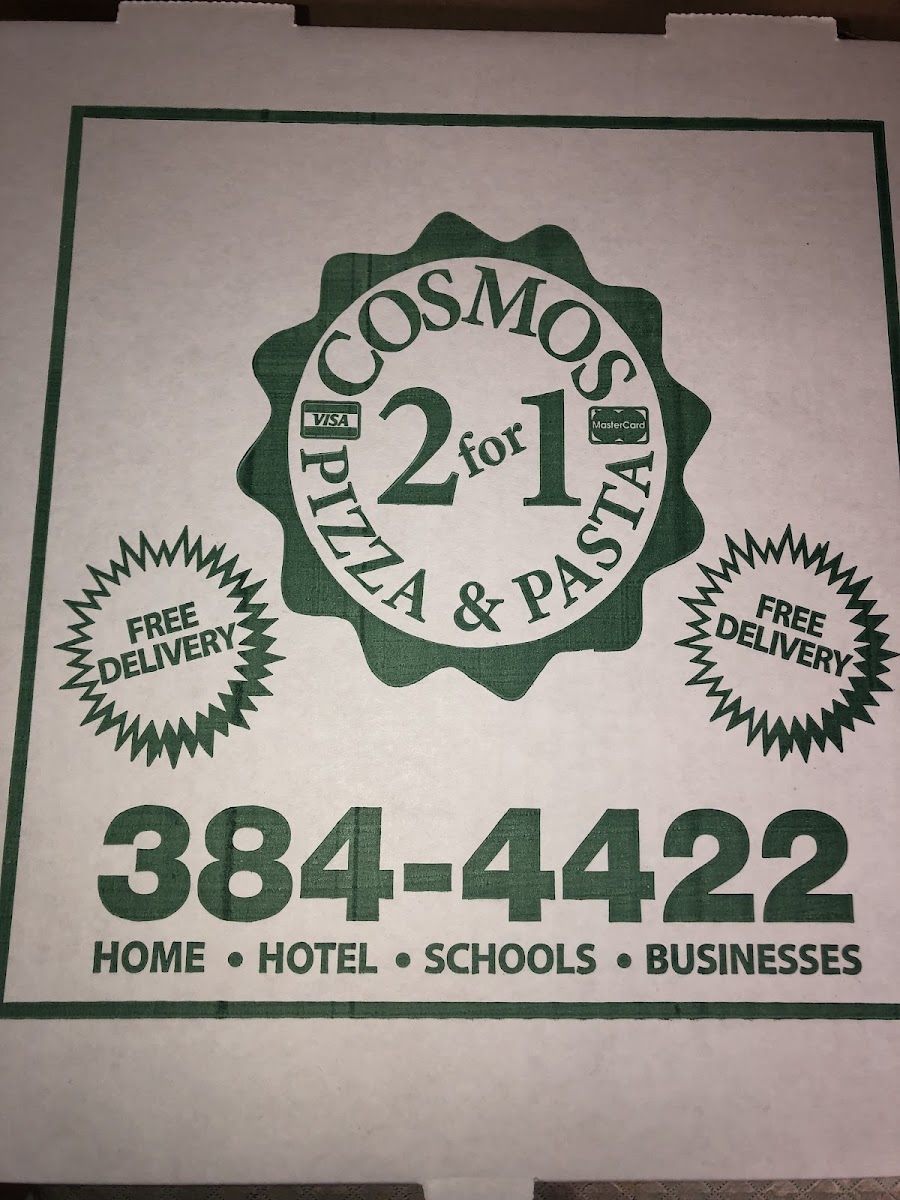 COSMOS
VISA
2 for 1
MasterCard
PIZZA & PASTA
FREE
DELIVERY
FREE
DELIVERY
384-4422
HOME • HOTEL • SCHOOLS • BUSINESSES